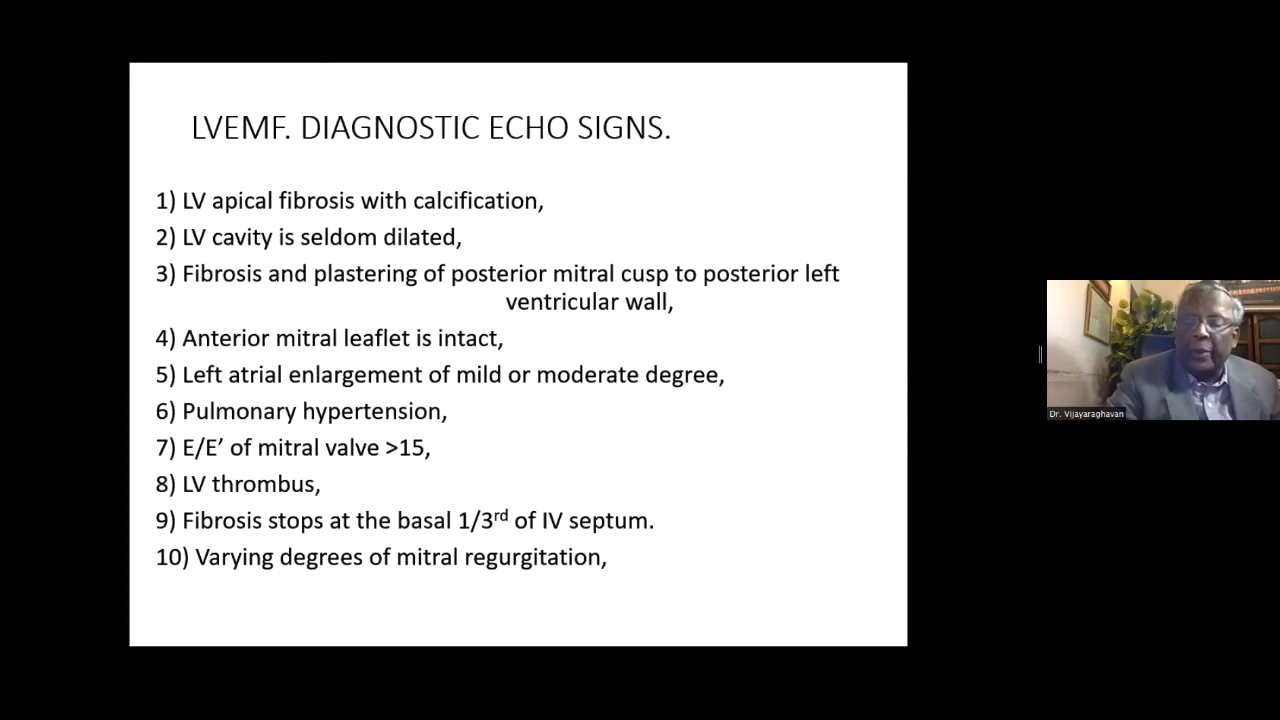 LVEMF. DIAGNOSTIC ECHO SIGNS.
1) LV apical fibrosis with calcification,
2) LV cavity is seldom dilated,
3) Fibrosis and plastering of posterior mitral cusp to posterior left
ventricular wall,
4) Anterior mitral leaflet is intact,
5) Left atrial enlargement of mild or moderate degree,
6) Pulmonary hypertension,
7) E/E’ of mitral valve >15,
8) LV thrombus,
9) Fibrosis stops at the basal 1/3rd of IV septum.
10) Varying degrees of mitral regurgitation,
Dr. Vijayaraghavan